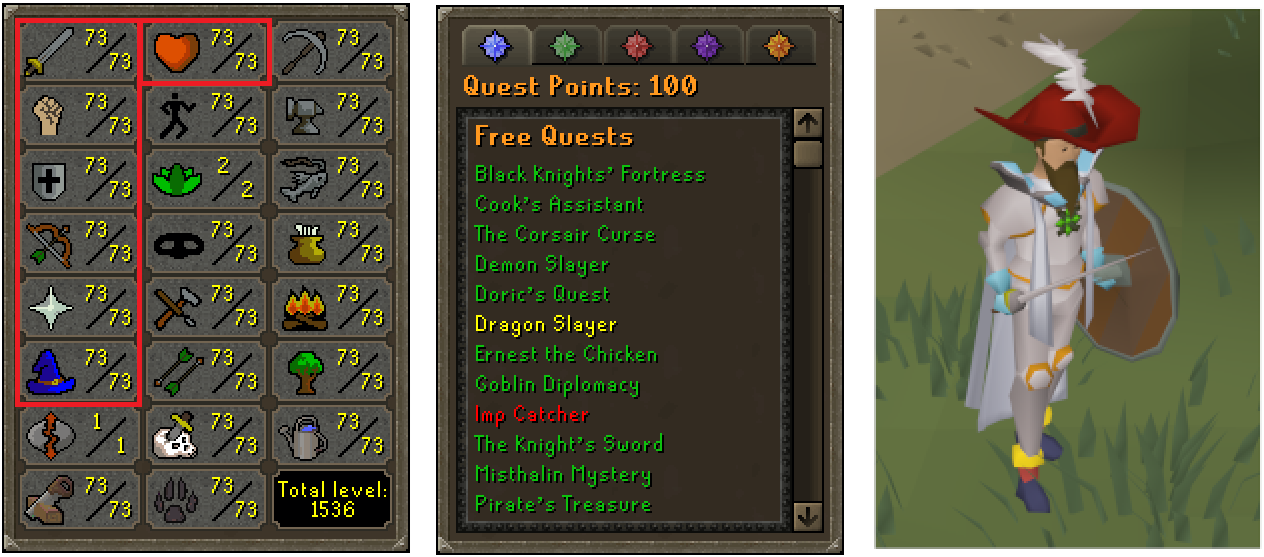 73/73 73/73 73/73
73/73 73/73 73/73
73/73 2/2 73/73
73/73 73/73 73/73
73/73 73/73 73/73
73/73 73/73 73/73
1/1 73/73 73/73
73/73 73/73 Total level:
1536
Quest Points: 100
Free Quests
Black Knights' Fortress
Cook's Assistant
The Corsair Curse
Demon Slayer
Doric's Quest
Dragon Slayer
Ernest the Chicken
Goblin Diplomacy
Imp Catcher
The Knight's Sword
Misthalin Mystery
Pirate's Treasure